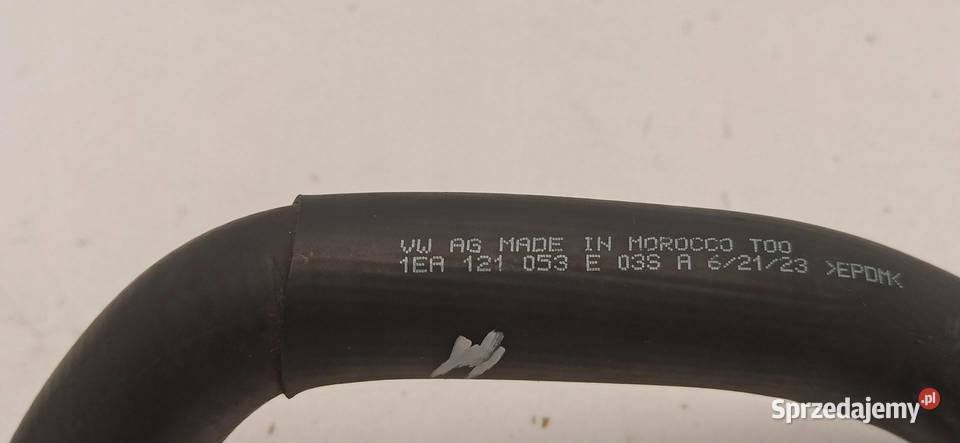 VW AG MADE IN MOROCCO TOO
1EA 121 053 E 03S A 6/21/23 >EPDM<
Sprzedajemy.pl